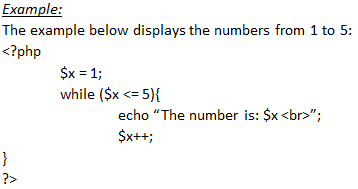 Example:
The example below displays the numbers from 1 to 5:
<?php
$x = 1;
while ($x <= 5){
echo “The number is: $x <br>”;
$x++;
}
?>